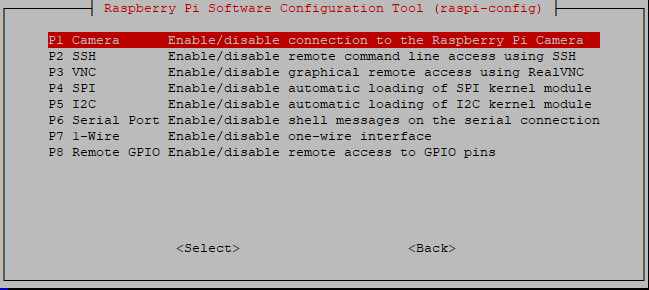 Raspberry Pi Software Configuration Tool (raspi-config)
P1 Camera Enable/disable connection to the Raspberry Pi Camera
P2 SSH Enable/disable remote command line access using SSH
P3 VNC Enable/disable graphical remote access using RealVNC
P4 SPI Enable/disable automatic loading of SPI kernel module
P5 I2C Enable/disable automatic loading of I2C kernel module
P6 Serial Port Enable/disable shell messages on the serial connection
P7 1-Wire Enable/disable one-wire interface
P8 Remote GPIO Enable/disable remote access to GPIO pins
<Select> <Back>